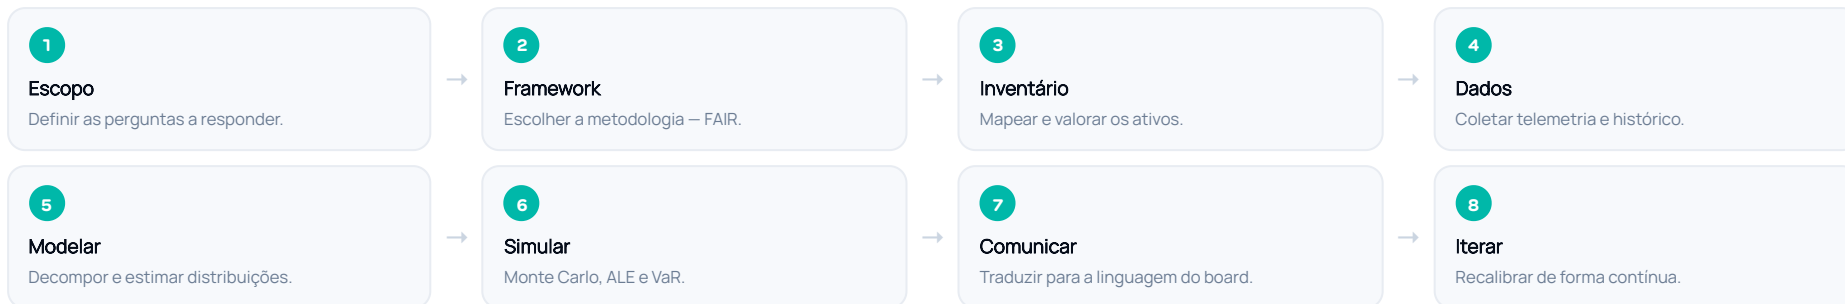 1
Escopo
Definir as perguntas a responder.
→
2
Framework
Escolher a metodologia — FAIR.
→
3
Inventário
Mapear e valorar os ativos.
→
4
Dados
Coletar telemetria e histórico.
5
Modelar
Decompor e estimar distribuições.
→
6
Simular
Monte Carlo, ALE e VaR.
→
7
Comunicar
Traduzir para a linguagem do board.
→
8
Iterar
Recalibrar de forma contínua.